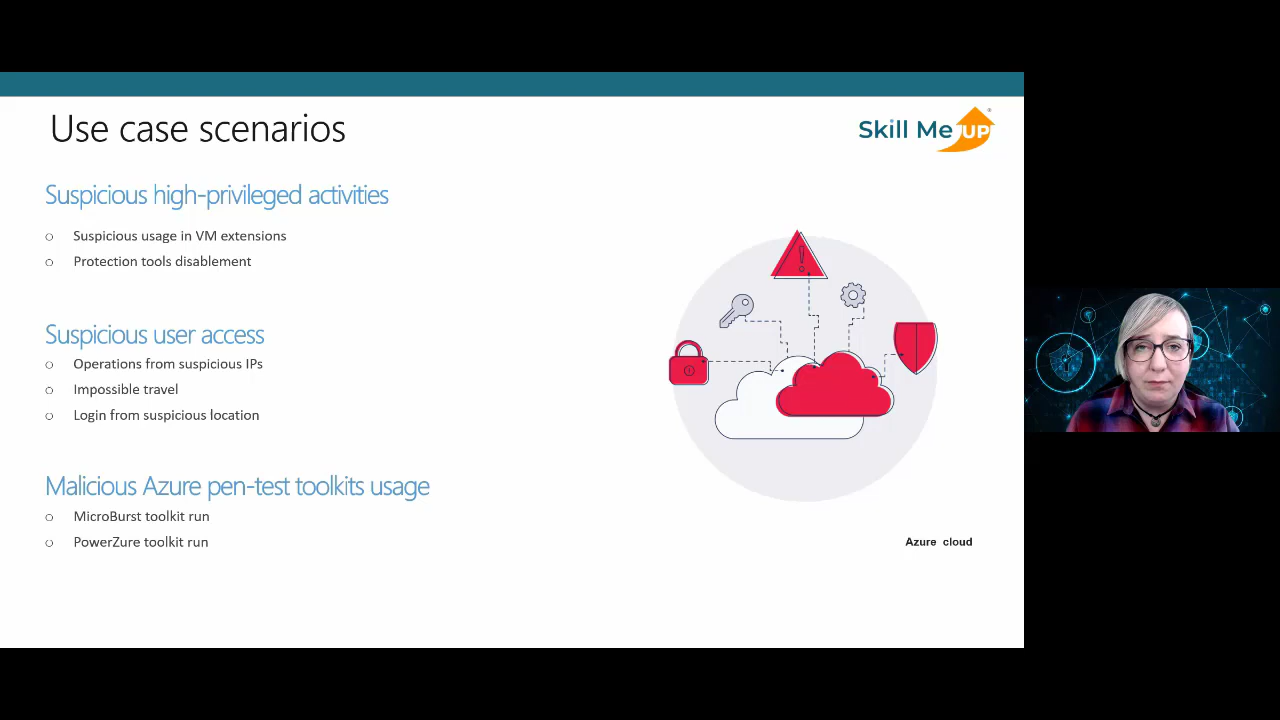 Use case scenarios
Skill Me UP
Suspicious high-privileged activities
Suspicious usage in VM extensions
Protection tools disablement
Suspicious user access
Operations from suspicious IPs
Impossible travel
Login from suspicious location
Malicious Azure pen-test toolkits usage
MicroBurst toolkit run
PowerZure toolkit run
Azure cloud